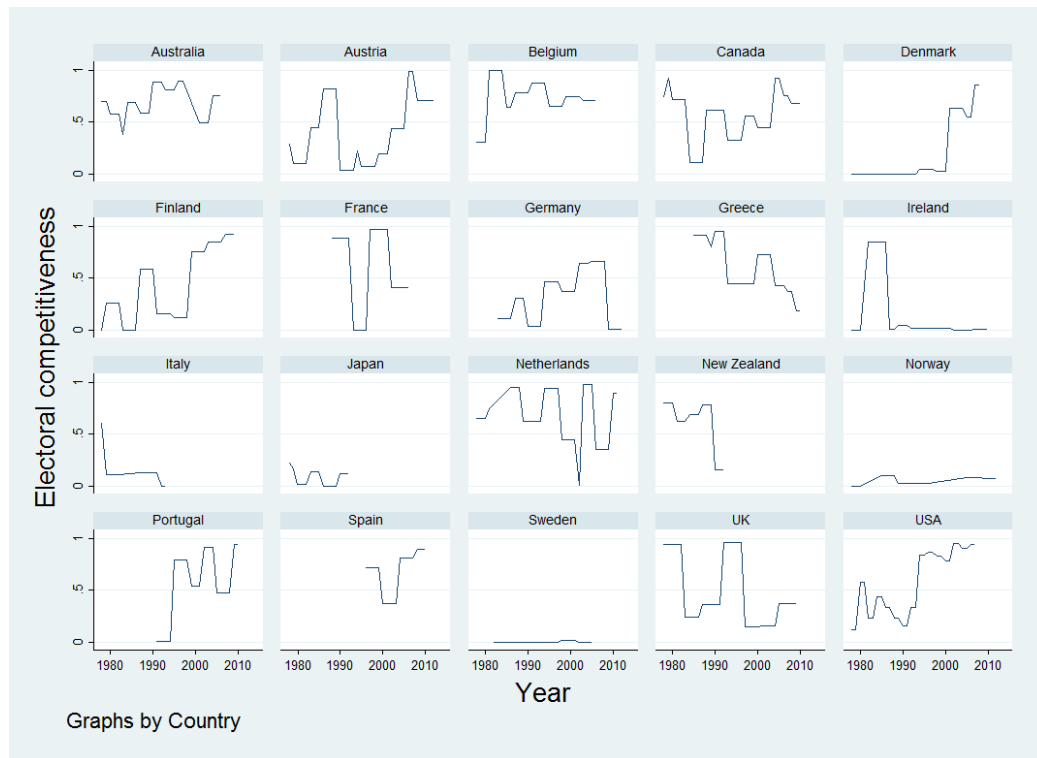 Australia Austria Belgium Canada Denmark
1
.5
0
Finland France Germany Greece Ireland
1
.5
0
Italy Japan Netherlands New Zealand Norway
1
.5
0
Portugal Spain Sweden UK USA
1
.5
0
1980 1990 2000 2010 1980 1990 2000 2010 1980 1990 2000 2010 1980 1990 2000 2010 1980 1990 2000 2010
Electoral competitiveness
Year
Graphs by Country